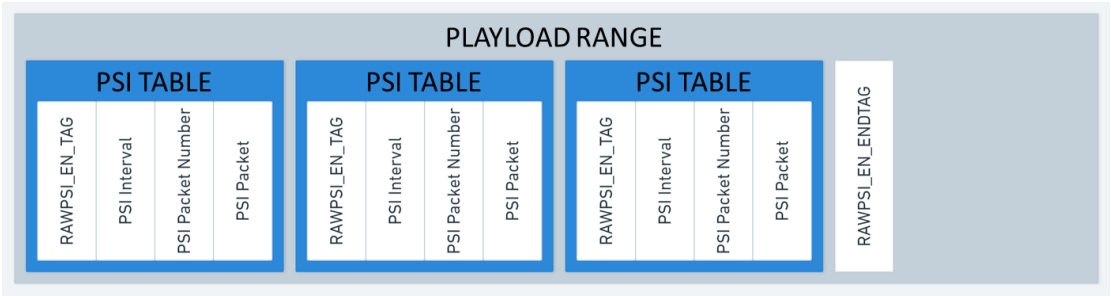 PLAYLOAD RANGE
PSI TABLE
RAWPSI_EN_TAG
PSI Interval
PSI Packet Number
PSI Packet
PSI TABLE
RAWPSI_EN_TAG
PSI Interval
PSI Packet Number
PSI Packet
PSI TABLE
RAWPSI_EN_TAG
PSI Interval
PSI Packet Number
PSI Packet
RAWPSI_EN_ENDTAG